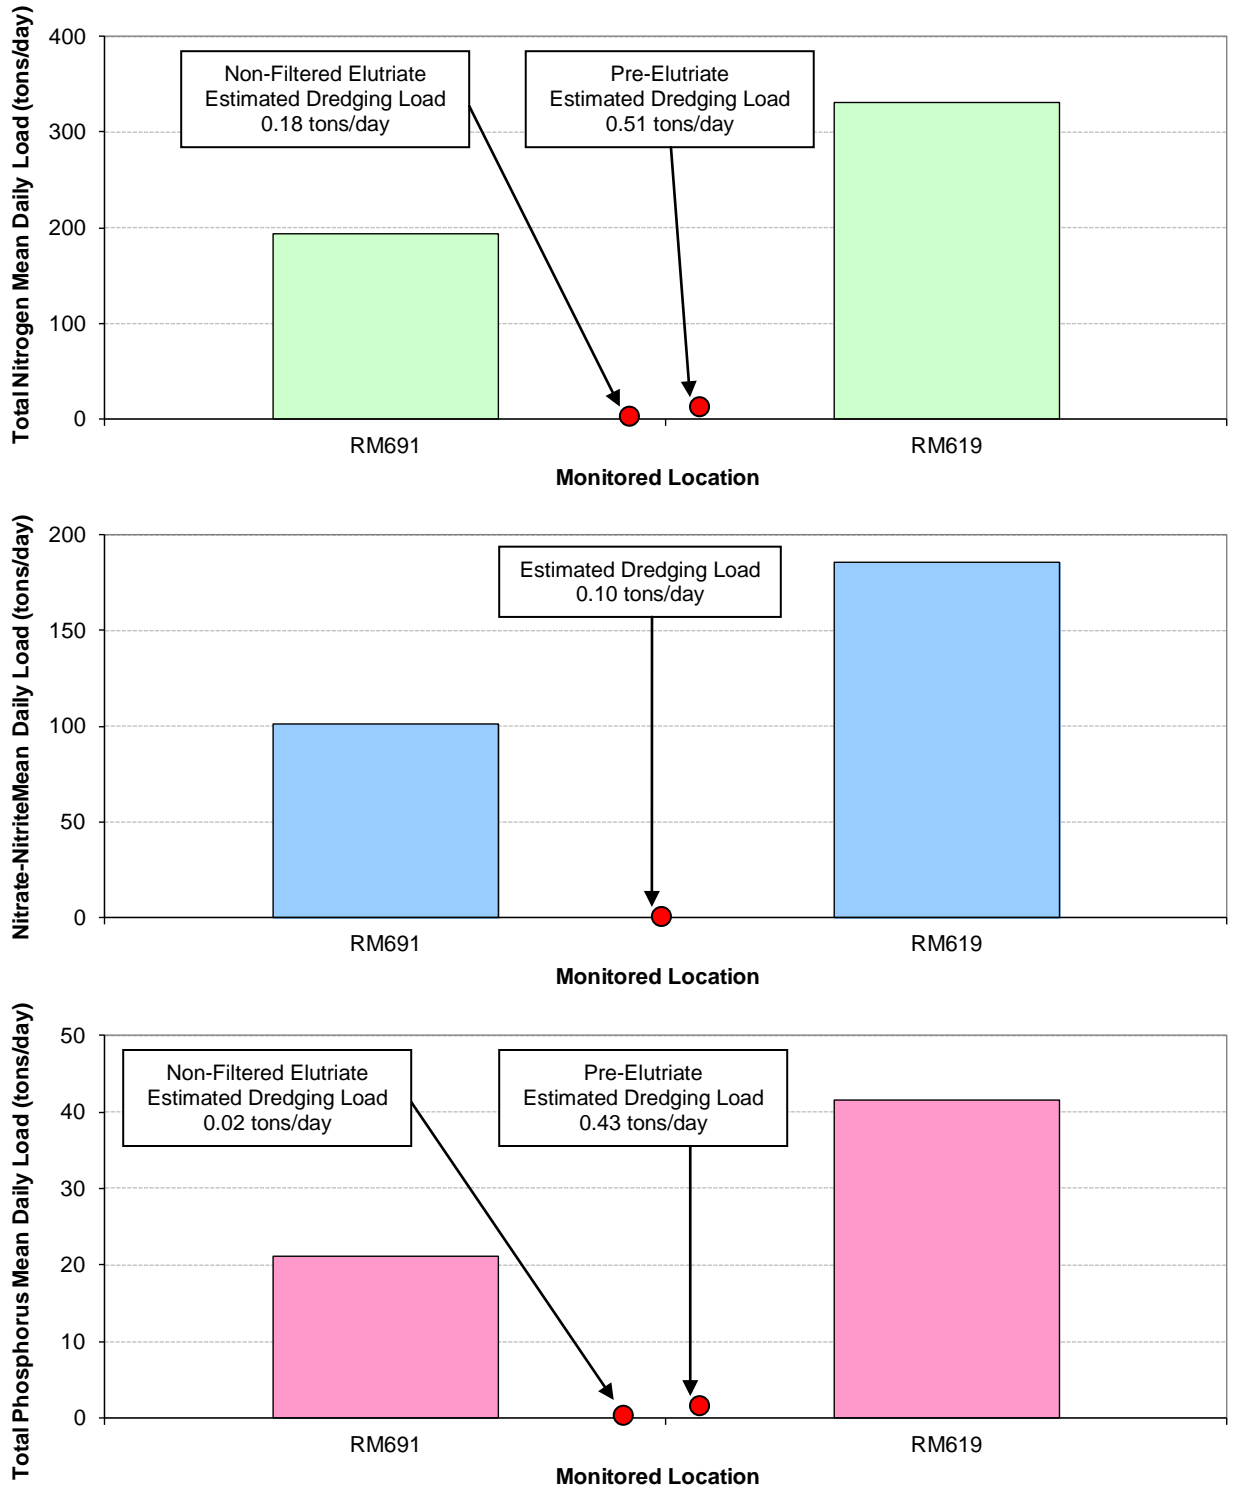 Total Nitrogen Mean Daily Load (tons/day)
400
300
200
100
0
Non-Filtered Elutriate
Estimated Dredging Load
0.18 tons/day
Pre-Elutriate
Estimated Dredging Load
0.51 tons/day
RM691
RM619
Monitored Location
Nitrate-NitriteMean Daily Load (tons/day)
200
150
100
50
0
Estimated Dredging Load
0.10 tons/day
RM691
RM619
Monitored Location
Total Phosphorus Mean Daily Load (tons/day)
50
40
30
20
10
0
Non-Filtered Elutriate
Estimated Dredging Load
0.02 tons/day
Pre-Elutriate
Estimated Dredging Load
0.43 tons/day
RM691
RM619
Monitored Location